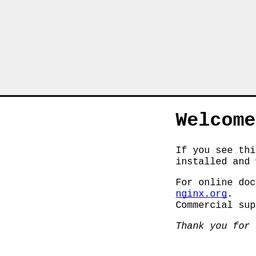 Welcome
If you see thi
installed and
For online doc
nginx.org.
Commercial sup
Thank you for